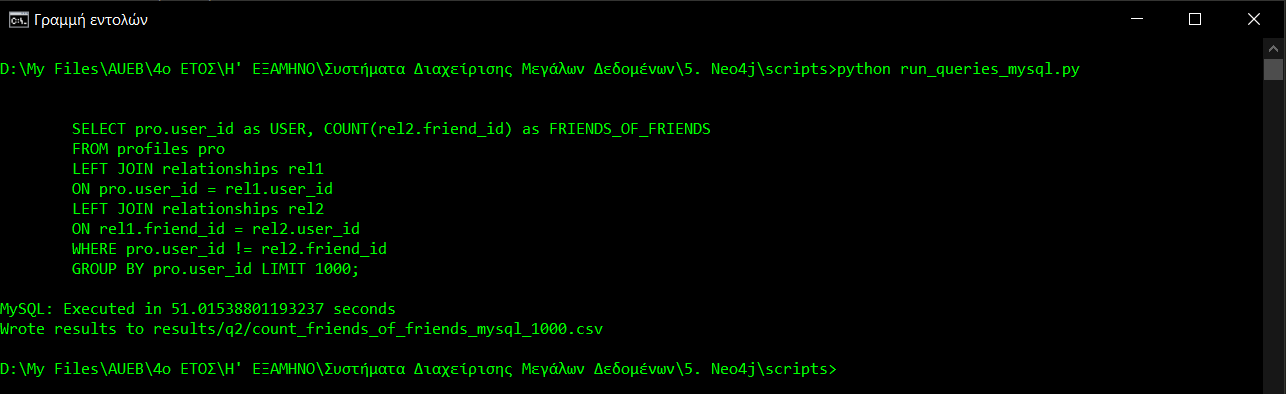 Γραμμή εντολών
D:\My Files\AUEB\4ο ΕΤΟΣ\Η' ΕΞΑΜΗΝΟ\Συστήματα Διαχείρισης Μεγάλων Δεδομένων\5. Neo4j\scripts>python run_queries_mysql.py
SELECT pro.user_id as USER, COUNT(rel2.friend_id) as FRIENDS_OF_FRIENDS
FROM profiles pro
LEFT JOIN relationships rel1
ON pro.user_id = rel1.user_id
LEFT JOIN relationships rel2
ON rel1.friend_id = rel2.user_id
WHERE pro.user_id != rel2.friend_id
GROUP BY pro.user_id LIMIT 1000;
MySQL: Executed in 51.01538801193237 seconds
Wrote results to results/q2/count_friends_of_friends_mysql_1000.csv
D:\My Files\AUEB\4ο ΕΤΟΣ\Η' ΕΞΑΜΗΝΟ\Συστήματα Διαχείρισης Μεγάλων Δεδομένων\5. Neo4j\scripts>